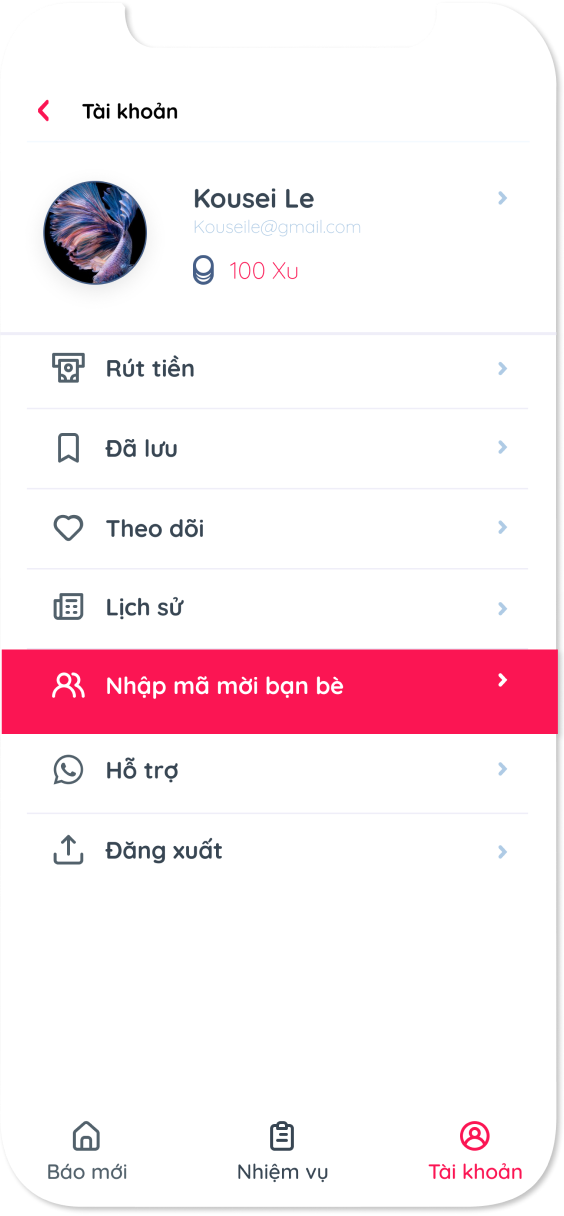 Tài khoản
Kousei Le
Kouseile@gmail.com
100 Xu
Rút tiền
Đã lưu
Theo dõi
Lịch sử
Nhập mã mời bạn bè
Hỗ trợ
Đăng xuất
Báo mới
Nhiệm vụ
Tài khoản